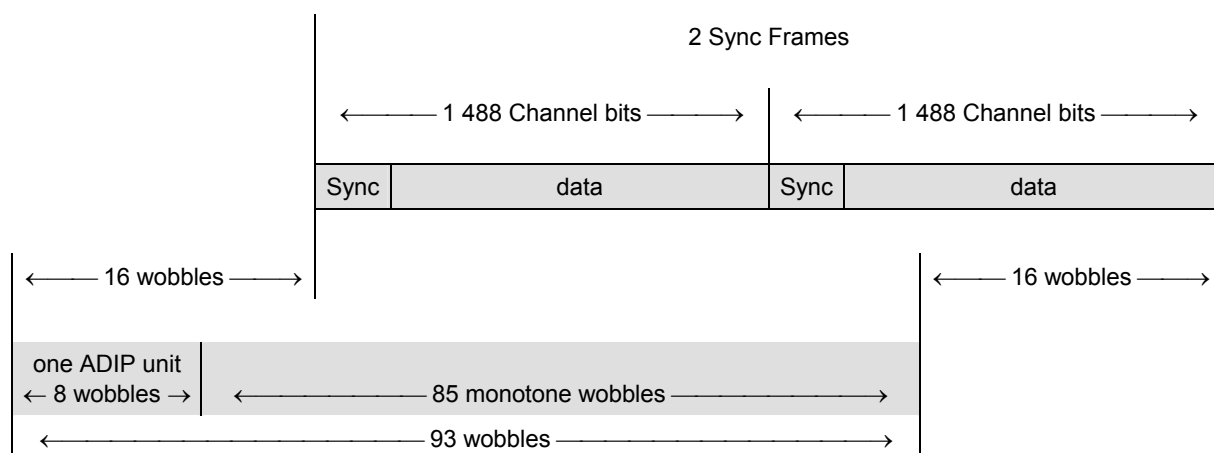 2 Sync Frames
← 1 488 Channel bits → ← 1 488 Channel bits →
Sync data Sync data
← 16 wobbles → ← 16 wobbles →
one ADIP unit
← 8 wobbles → ← 85 monotone wobbles →
← 93 wobbles →